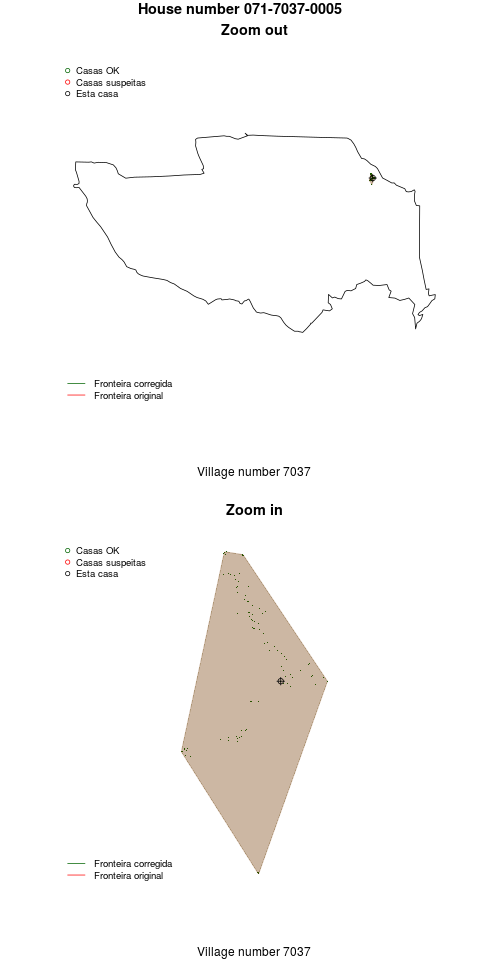 House number 071-7037-0005
Zoom out
Casas OK
Casas suspeitas
Esta casa
Fronteira corregida
Fronteira original
Village number 7037
Zoom in
Casas OK
Casas suspeitas
Esta casa
Fronteira corregida
Fronteira original
Village number 7037